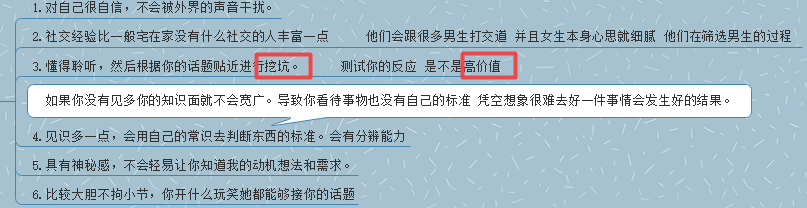 1. 对自己很自信，不会被外界的声音干扰。
2. 社交经验比一般宅在家没有什么社交的人丰富一点 他们会跟很多男生打交道 并且女生本身心思就细腻 他们在筛选男生的过程
3. 懂得聆听，然后根据你的话题贴近进行挖坑。 测试你的反应 是不是高价值
如果你没有见多你的知识面就不会宽广。导致你看待事物也没有自己的标准 凭空想象很难去好一件事情会发生好的结果。
4. 见识多一点，会用自己的常识去判断东西的标准。会有分辨能力
5. 具有神秘感，不会轻易让你知道我的动机想法和需求。
6. 比较大胆不拘小节，你开什么玩笑她都能够接你的话题